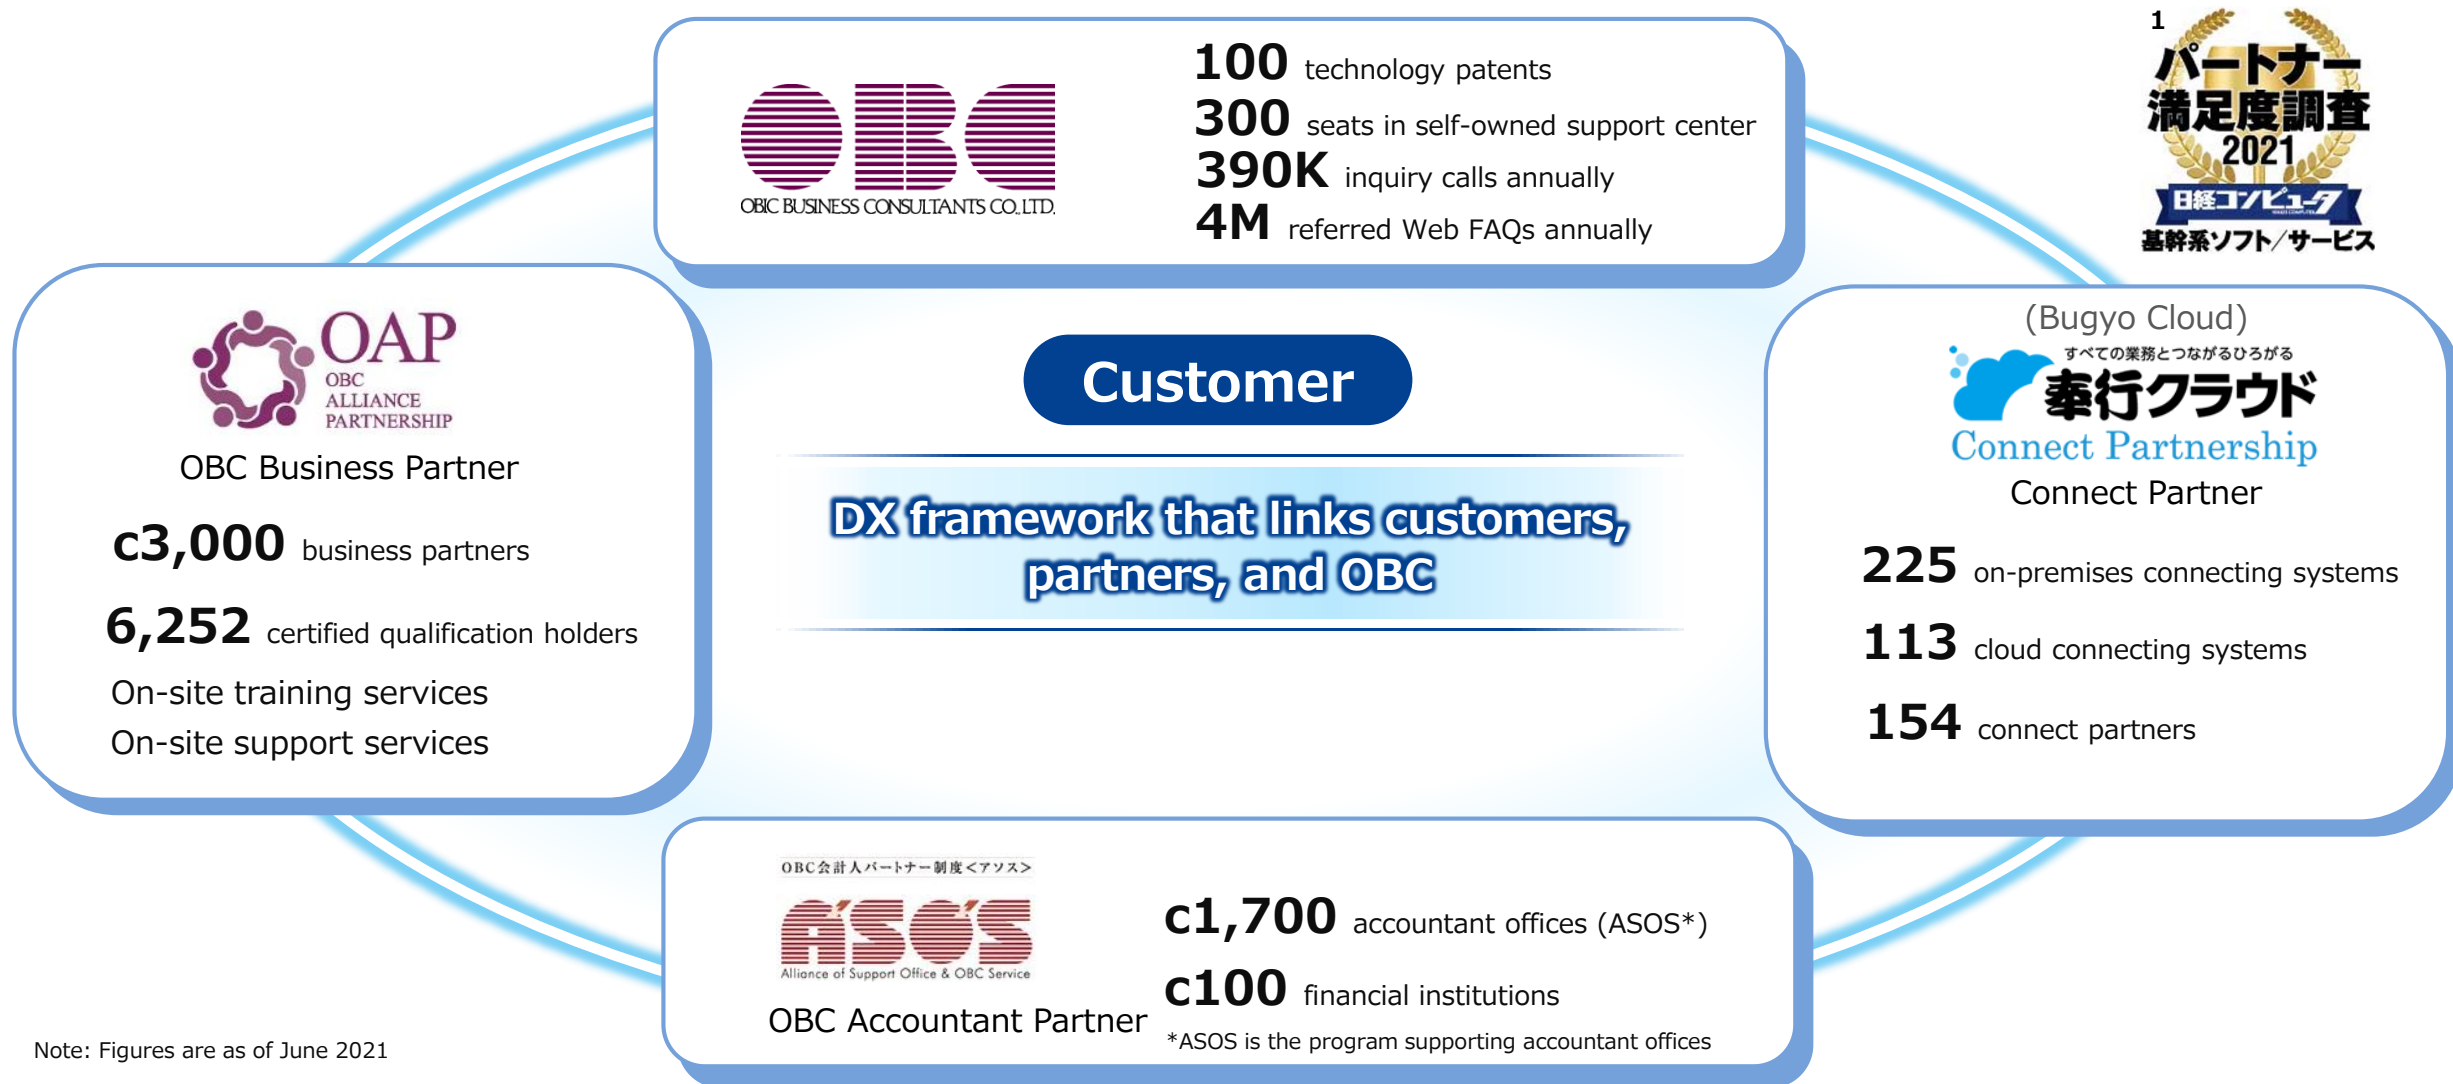 OBC
OBIC BUSINESS CONSULTANTS CO., LTD.
100 technology patents
300 seats in self-owned support center
390K inquiry calls annually
4M referred Web FAQs annually
1
パートナー
満足度調査
2021
日経コンピュータ
基幹系ソフト/サービス
OAP
OBC
ALLIANCE
PARTNERSHIP
OBC Business Partner
c3,000 business partners
6,252 certified qualification holders
On-site training services
On-site support services
Customer
DX framework that links customers,
partners, and OBC
(Bugyo Cloud)
すべての業務とつながるひろがる
奉行クラウド
Connect Partnership
Connect Partner
225 on-premises connecting systems
113 cloud connecting systems
154 connect partners
OBC会計人パートナー制度<アソス>
A'SO'S
Alliance of Support Office & OBC Service
OBC Accountant Partner
c1,700 accountant offices (ASOS*)
c100 financial institutions
*ASOS is the program supporting accountant offices
Note: Figures are as of June 2021